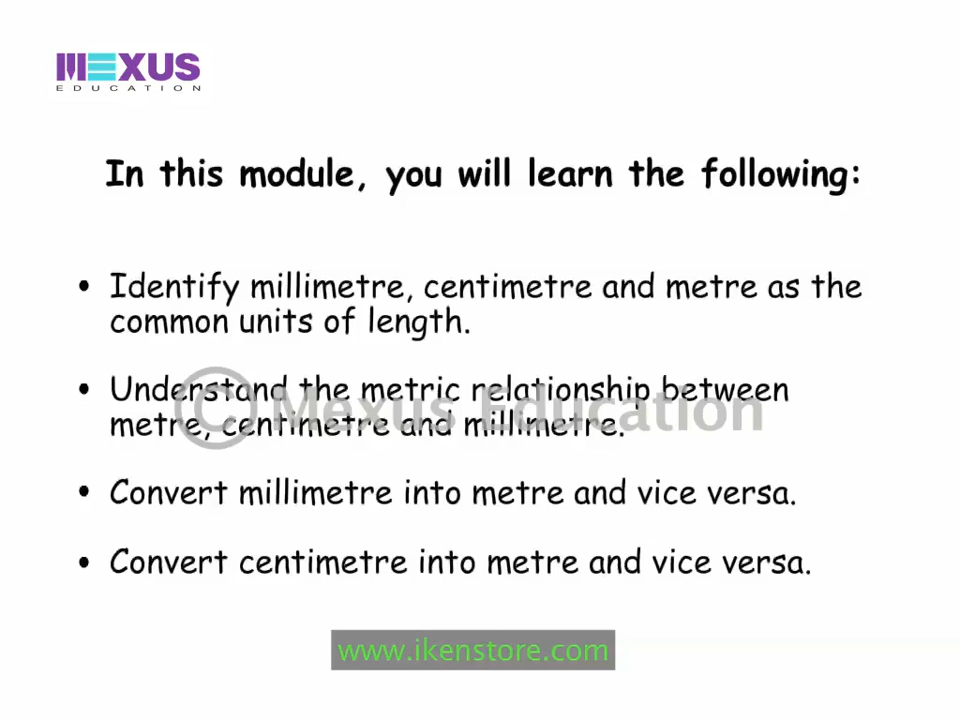 MEXUS
EDUCATION
In this module, you will learn the following:
• Identify millimetre, centimetre and metre as the
common units of length.
• Understand the metric relationship between
metre, centimetre and millimetre.
© Mexus Education
• Convert millimetre into metre and vice versa.
• Convert centimetre into metre and vice versa.
www.ikenstore.com